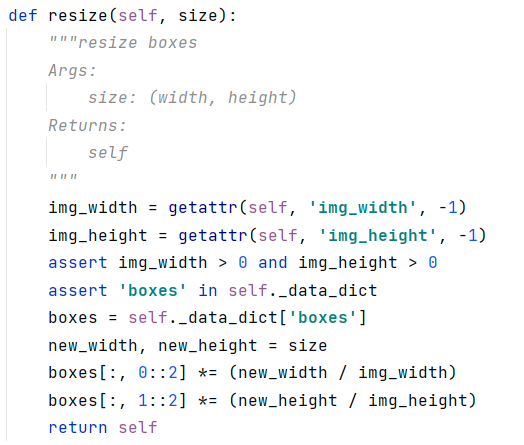 def resize(self, size):
    """resize boxes
    Args:
        size: (width, height)
    Returns:
        self
    """
    img_width = getattr(self, 'img_width', -1)
    img_height = getattr(self, 'img_height', -1)
    assert img_width > 0 and img_height > 0
    assert 'boxes' in self._data_dict
    boxes = self._data_dict['boxes']
    new_width, new_height = size
    boxes[:, 0::2] *= (new_width / img_width)
    boxes[:, 1::2] *= (new_height / img_height)
    return self